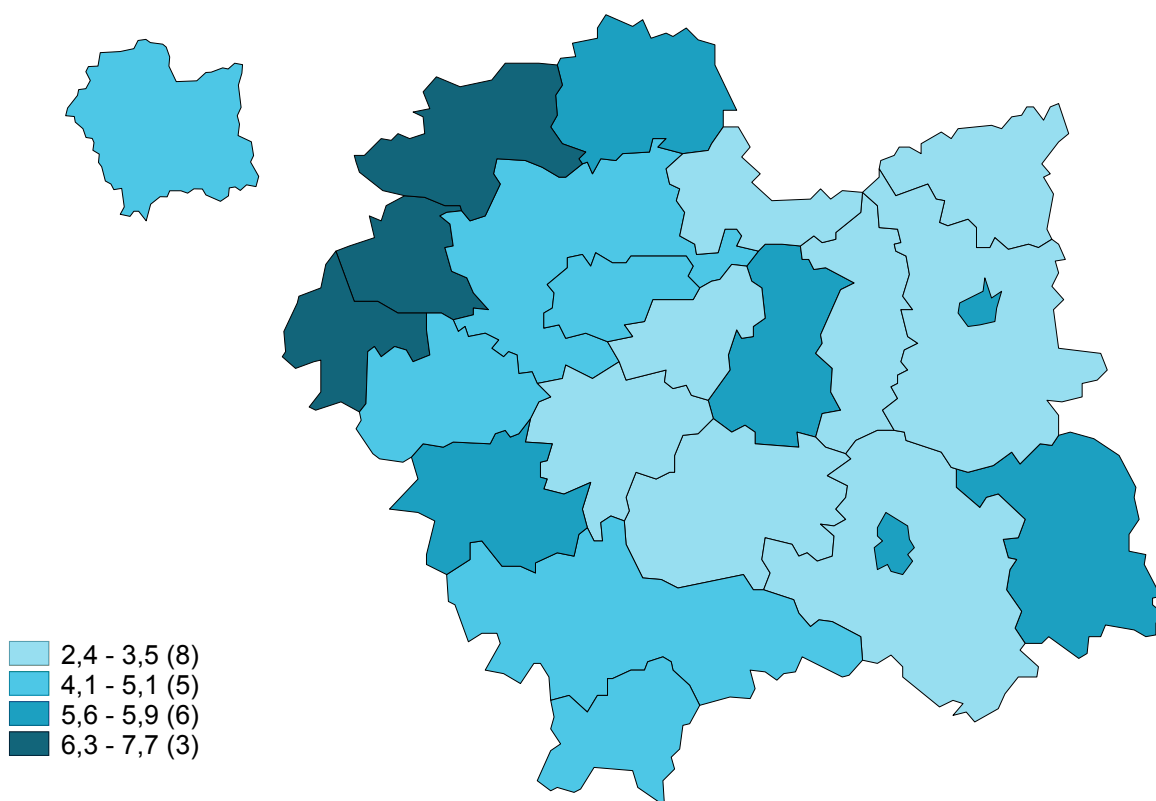 2,4 - 3,5 (8)
4,1 - 5,1 (5)
5,6 - 5,9 (6)
6,3 - 7,7 (3)